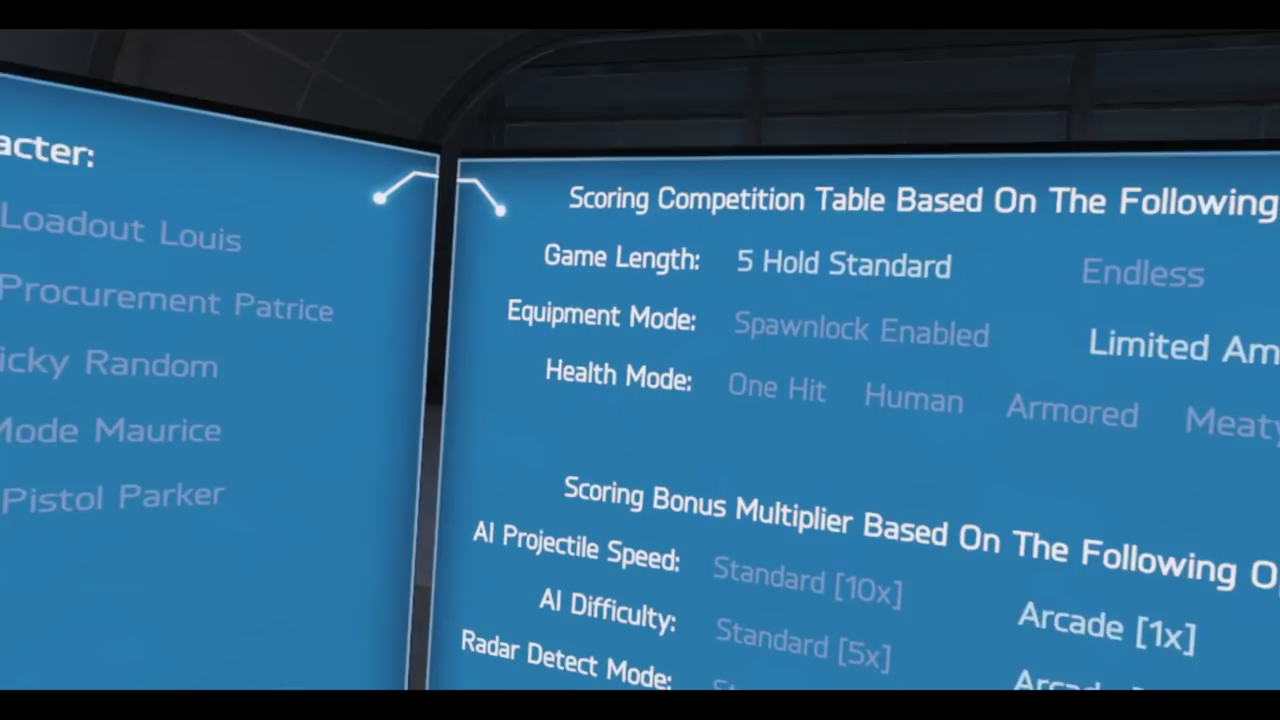 acter:
Loadout Louis
Procurement Patrice
icky Random
Mode Maurice
Pistol Parker
Scoring Competition Table Based On The Following
Game Length: 5 Hold Standard Endless
Equipment Mode: Spawnlock Enabled Limited Am
Health Mode: One Hit Human Armored Meaty
Scoring Bonus Multiplier Based On The Following O
AI Projectile Speed: Standard [10x] Arcade [1x]
AI Difficulty: Standard [5x]
Radar Detect Mode: